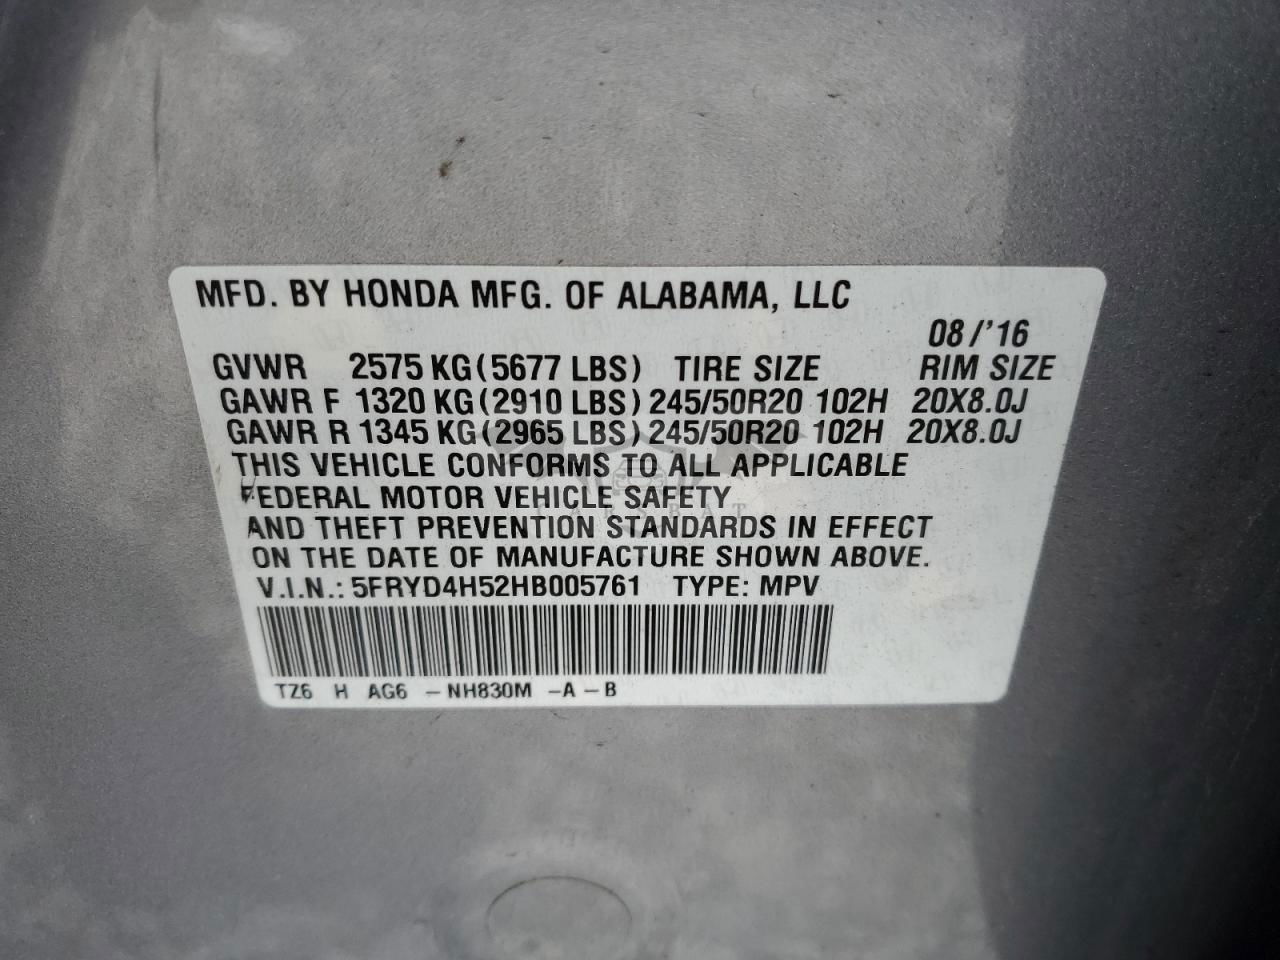 MFD. BY HONDA MFG. OF ALABAMA, LLC
08/'16
GVWR 2575 KG(5677 LBS) TIRE SIZE RIM SIZE
GAWR F 1320 KG(2910 LBS) 245/50R20 102H 20X8.0J
GAWR R 1345 KG(2965 LBS) 245/50R20 102H 20X8.0J
THIS VEHICLE CONFORMS TO ALL APPLICABLE
FEDERAL MOTOR VEHICLE SAFETY
CARSBAT
AND THEFT PREVENTION STANDARDS IN EFFECT
ON THE DATE OF MANUFACTURE SHOWN ABOVE.
V.I.N.: 5FRYD4H52HB005761 TYPE: MPV
TZ6 H AG6 -NH830M -A-B